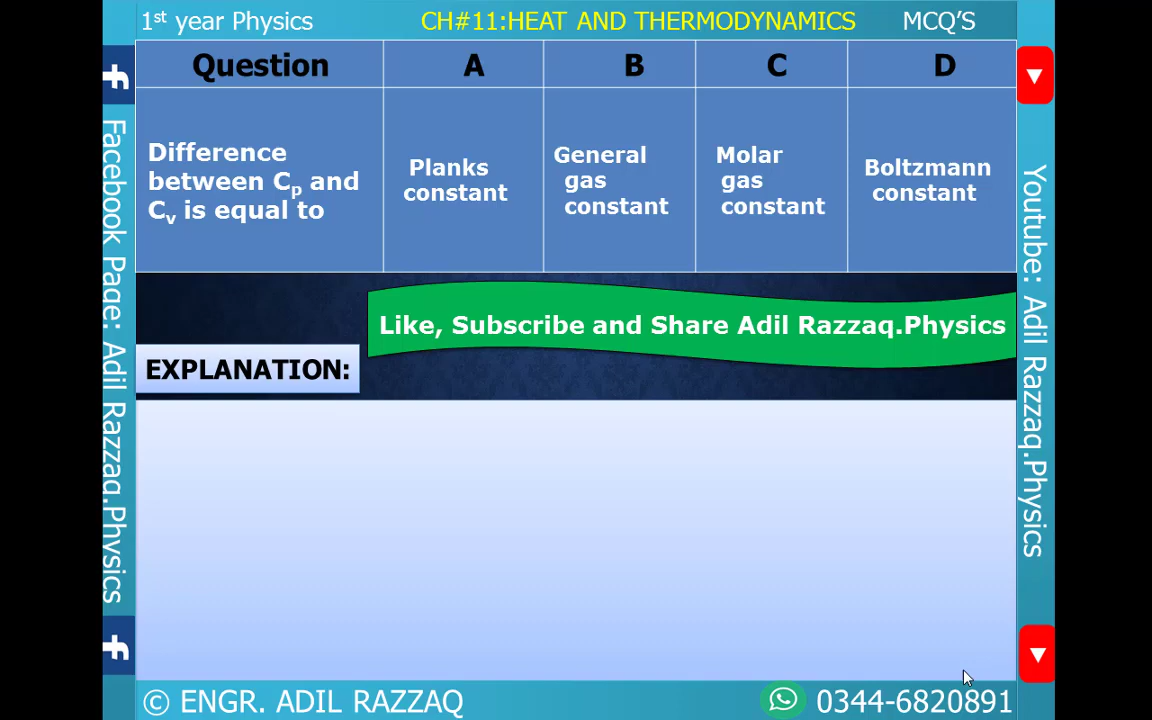 1st year Physics CH#11:HEAT AND THERMODYNAMICS MCQ'S
Question A B C D
Difference
between Cp and
Cv is equal to
Planks
constant
General
gas
constant
Molar
gas
constant
Boltzmann
constant
Like, Subscribe and Share Adil Razzaq.Physics
EXPLANATION:
f
Facebook Page: Adil Razzaq.Physics
f
Youtube: Adil Razzaq.Physics
© ENGR. ADIL RAZZAQ 0344-6820891